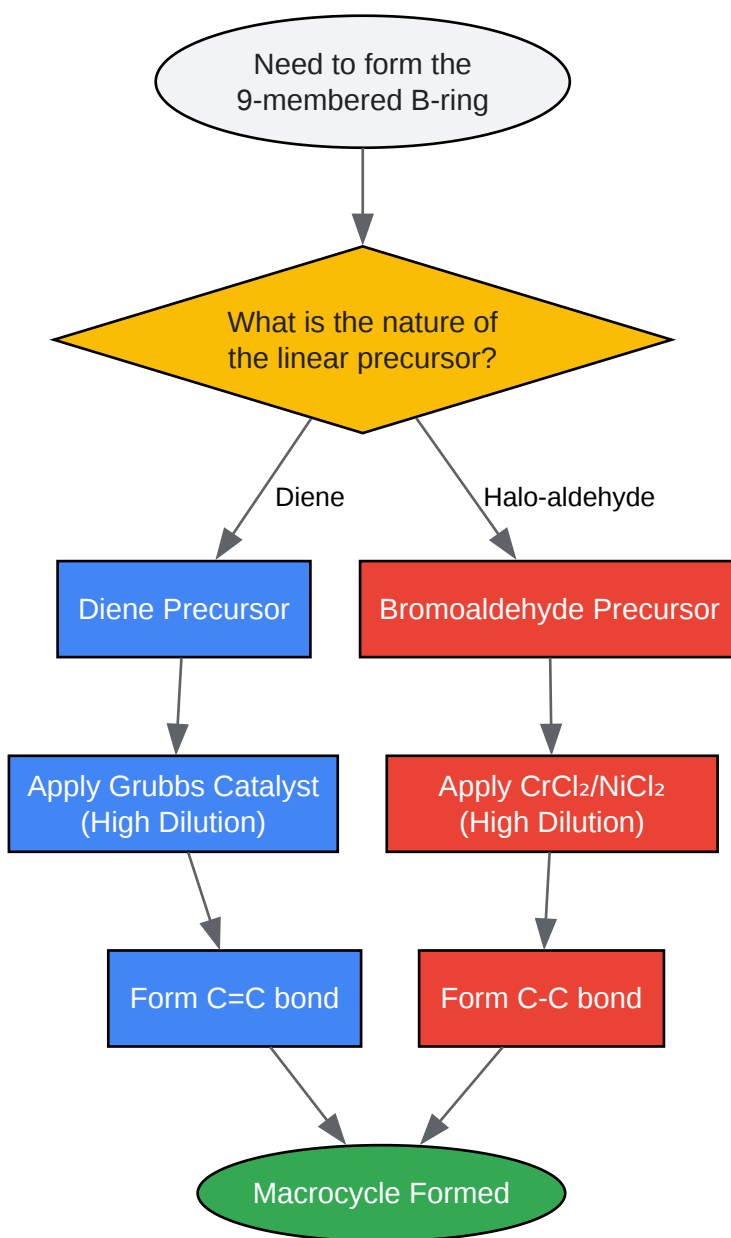 Need to form the
9-membered B-ring
What is the nature of
the linear precursor?
Diene
Halo-aldehyde
Diene Precursor
Bromoaldehyde Precursor
Apply Grubbs Catalyst
(High Dilution)
Apply CrCl₂/NiCl₂
(High Dilution)
Form C=C bond
Form C-C bond
Macrocycle Formed